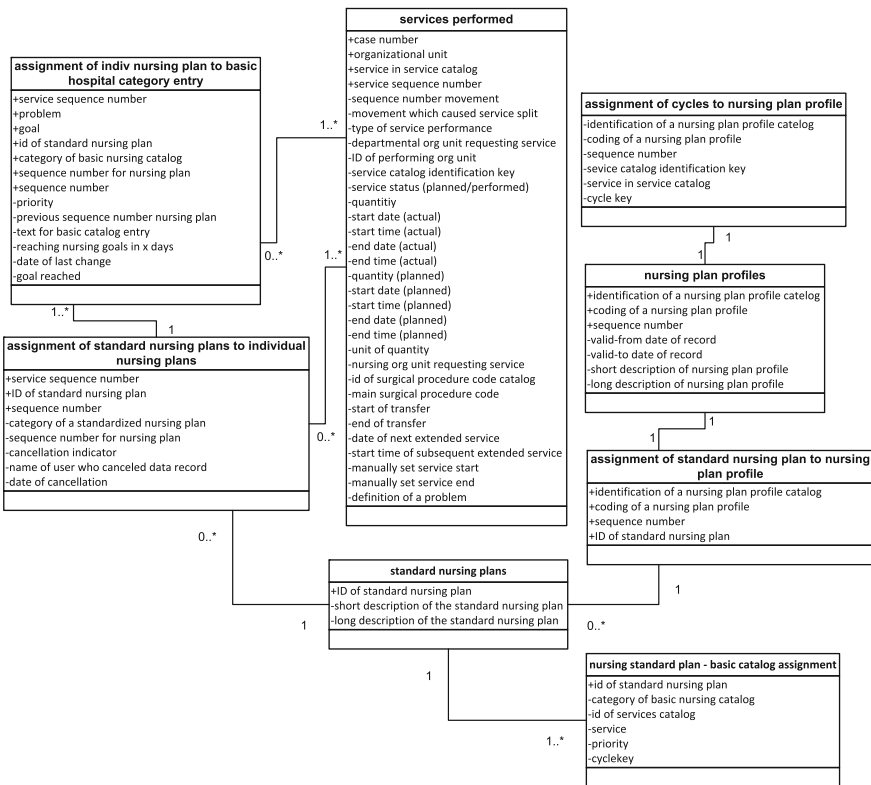 services performed
+case number
+organizational unit
+service in service catalog
+service sequence number
-sequence number movement
-movement which caused service split
-type of service performance
-departmental org unit requesting service
-ID of performing org unit
-service catalog identification key
-service status (planned/performed)
-quantitiy
-start date (actual)
-start time (actual)
-end date (actual)
-end time (actual)
-quantity (planned)
-start date (planned)
-start time (planned)
-end date (planned)
-end time (planned)
-unit of quantity
-nursing org unit requesting service
-id of surgical procedure code catalog
-main surgical procedure code
-start of transfer
-end of transfer
-date of next extended service
-start time of subsequent extended service
-manually set service start
-manually set service end
-definition of a problem
assignment of indiv nursing plan to basic
hospital category entry
+service sequence number
+problem
+goal
+id of standard nursing plan
+category of basic nursing catalog
+sequence number for nursing plan
+sequence number
-priority
-previous sequence number nursing plan
-text for basic catalog entry
-reaching nursing goals in x days
-date of last change
-goal reached
1..*
0..*
1..*
0..*
1..*
1
assignment of standard nursing plans to individual
nursing plans
+service sequence number
+ID of standard nursing plan
+sequence number
-category of a standardized nursing plan
-sequence number for nursing plan
-cancellation indicator
-name of user who canceled data record
-date of cancellation
0..*
1
assignment of cycles to nursing plan profile
-identification of a nursing plan profile catelog
-coding of a nursing plan profile
-sequence number
-sevice catalog identification key
-service in service catalog
-cycle key
1
1
nursing plan profiles
+identification of a nursing plan profile catelog
+coding of a nursing plan profile
+sequence number
-valid-from date of record
-valid-to date of record
-short description of nursing plan profile
-long description of nursing plan profile
1
1
assignment of standard nursing plan to nursing
plan profile
+identification of a nursing plan profile catalog
+coding of a nursing plan profile
+sequence number
+ID of standard nursing plan
1
0..*
standard nursing plans
+ID of standard nursing plan
-short description of the standard nursing plan
-long description of the standard nursing plan
1
1..*
nursing standard plan - basic catalog assignment
+id of standard nursing plan
-category of basic nursing catalog
-id of services catalog
-service
-priority
-cyclekey